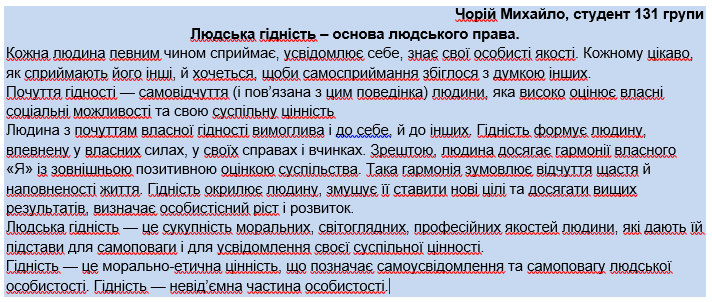 Чорій Михайло, студент 131 групи
Людська гідність – основа людського права.
Кожна людина певним чином сприймає, усвідомлює себе, знає свої особисті якості. Кожному цікаво,
як сприймають його інші, й хочеться, щоби самосприймання збіглося з думкою інших.
Почуття гідності — самовідчуття (і пов’язана з цим поведінка) людини, яка високо оцінює власні
соціальні можливості та свою суспільну цінність
Людина з почуттям власної гідності вимоглива і до себе, й до інших. Гідність формує людину,
впевнену у власних силах, у своїх справах і вчинках. Зрештою, людина досягає гармонії власного
«Я» із зовнішньою позитивною оцінкою суспільства. Така гармонія зумовлює відчуття щастя й
наповненості життя. Гідність окрилює людину, змушує її ставити нові цілі та досягати вищих
результатів, визначає особистісний ріст і розвиток.
Людська гідність — це сукупність моральних, світоглядних, професійних якостей людини, які дають їй
підстави для самоповаги і для усвідомлення своєї суспільної цінності.
Гідність — це морально-етична цінність, що позначає самоусвідомлення та самоповагу людської
особистості. Гідність — невід’ємна частина особистості.